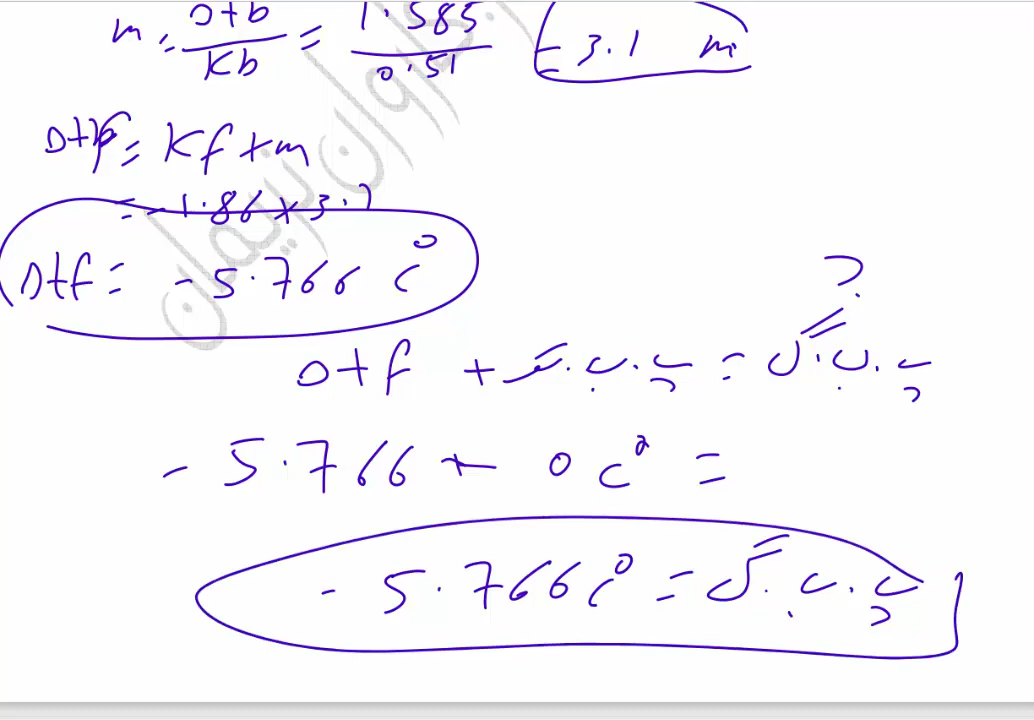 m = Δtb / Kb = 1.585 / 0.51 = 3.1 m
Δtf = Kf × m
= -1.86 × 3.1
Δtf = -5.766 C°
?
Δtf +
- 5.766 + 0 C° =
- 5.766 C° =